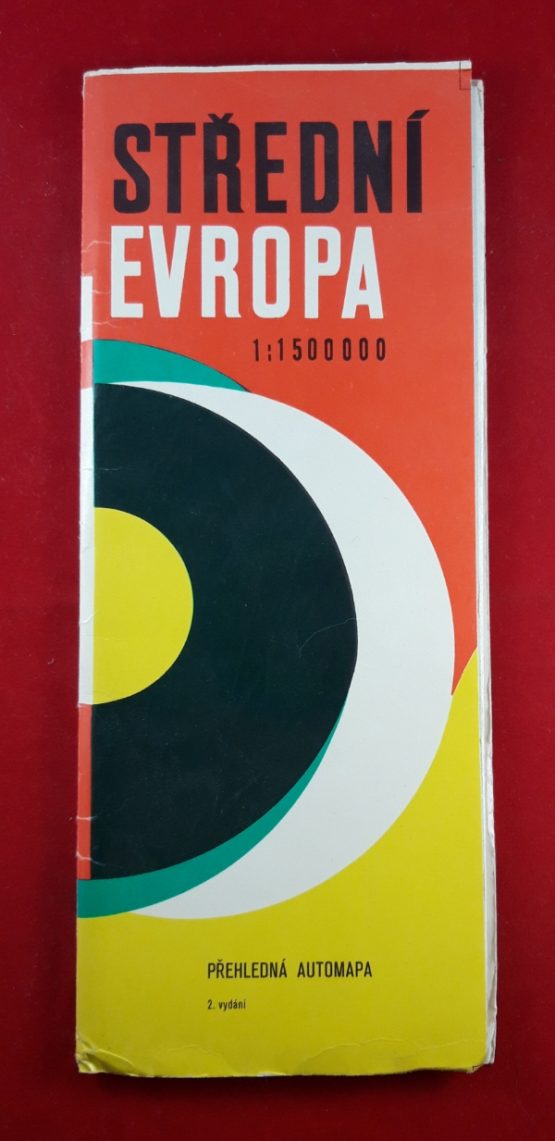 STŘEDNÍ
EVROPA
1:1500000
PŘEHLEDNÁ AUTOMAPA
2. vydání